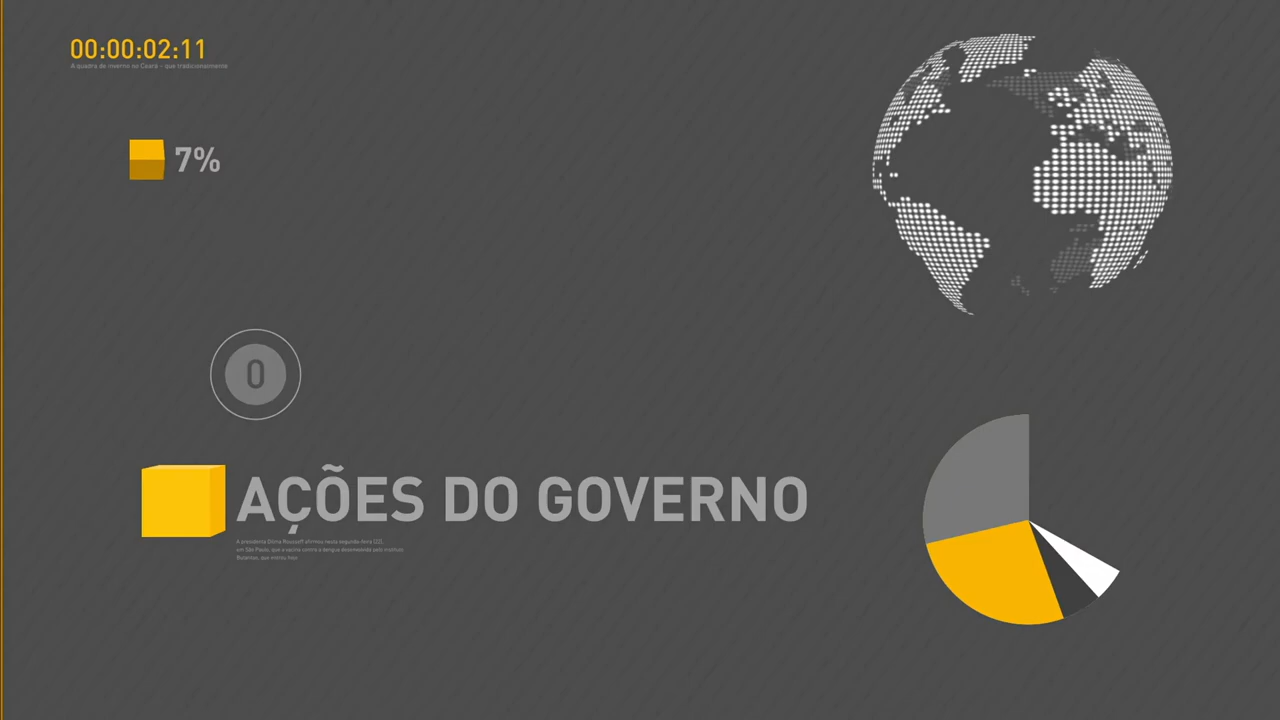 00:00:02:11
A quadra de inverno no Ceará – que tradicionalmente
7%
0
AÇÕES DO GOVERNO
A presidenta Dilma Rousseff afirmou nesta segunda-feira (22),
em São Paulo, que a vacina contra a dengue desenvolvida pelo Instituto
Butantan, que entrou hoje